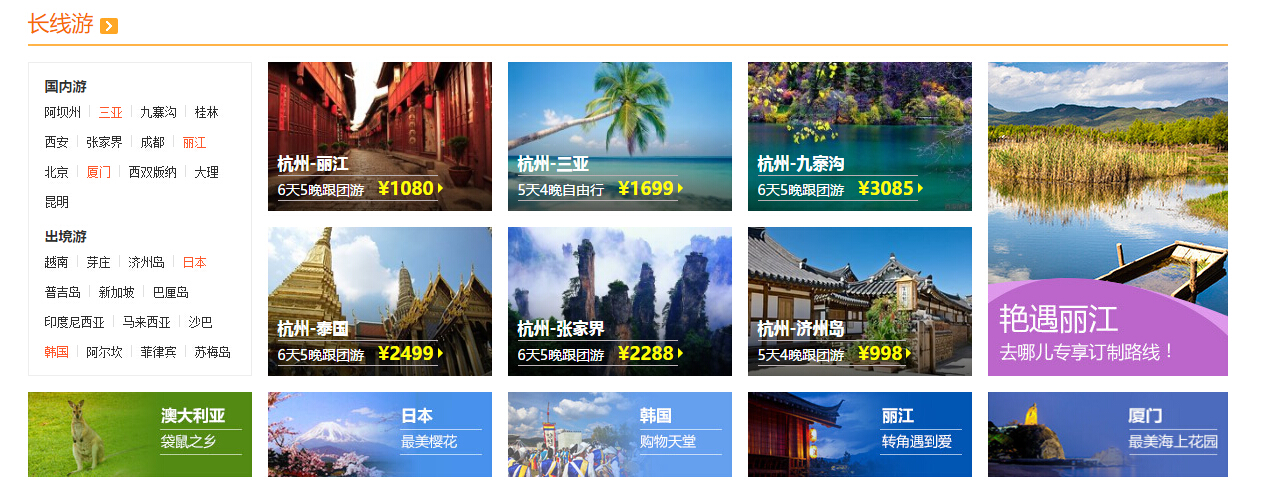 长线游
国内游
阿坝州 三亚 九寨沟 桂林
西安 张家界 成都 丽江
北京 厦门 西双版纳 大理
昆明
出境游
越南 芽庄 济州岛 日本
普吉岛 新加坡 巴厘岛
印度尼西亚 马来西亚 沙巴
韩国 阿尔坎 菲律宾 苏梅岛
杭州-丽江
6天5晚跟团游 ¥1080
杭州-三亚
5天4晚自由行 ¥1699
杭州-九寨沟
6天5晚跟团游 ¥3085
杭州-泰国
6天5晚跟团游 ¥2499
杭州-张家界
6天5晚跟团游 ¥2288
杭州-济州岛
5天4晚跟团游 ¥998
艳遇丽江
去哪儿专享订制路线！
澳大利亚
袋鼠之乡
日本
最美樱花
韩国
购物天堂
丽江
转角遇到爱
厦门
最美海上花园